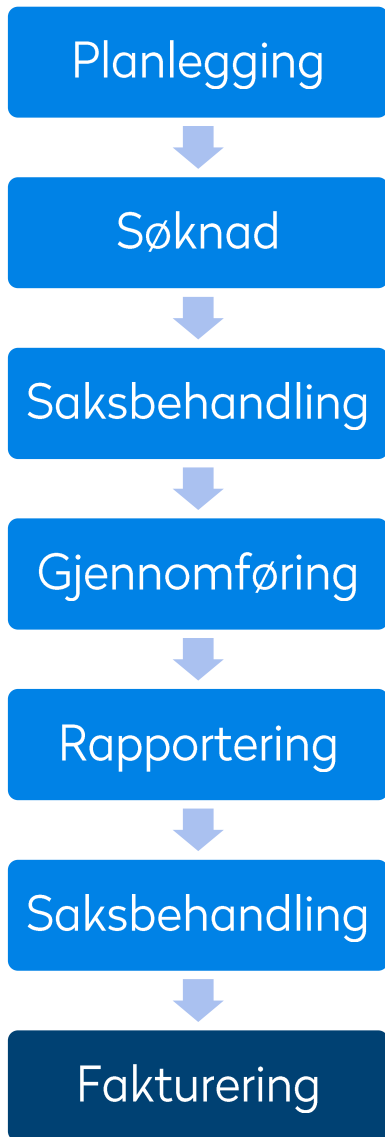 Planlegging
Søknad
Saksbehandling
Gjennomføring
Rapportering
Saksbehandling
Fakturering